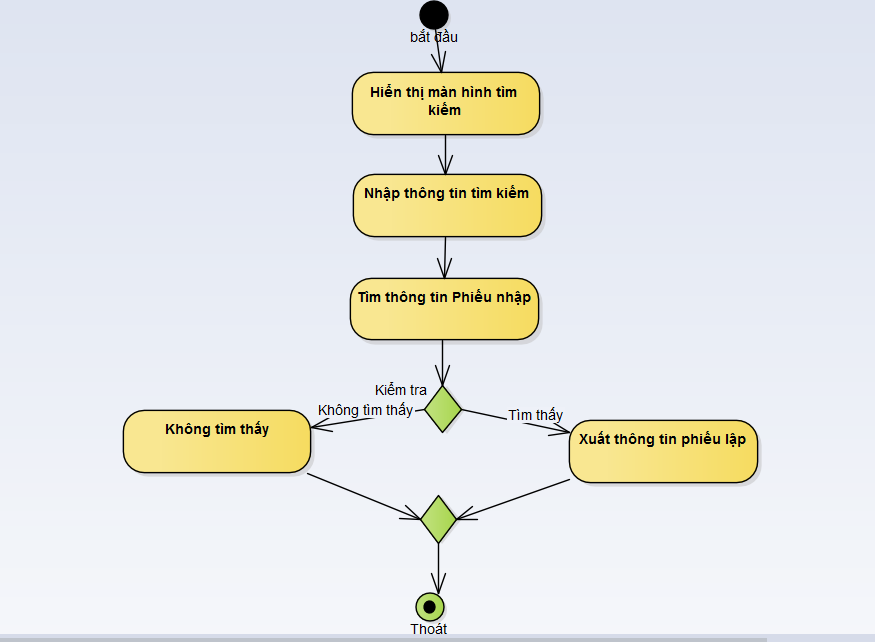 bắt đầu
Hiển thị màn hình tìm
kiếm
Nhập thông tin tìm kiếm
Tìm thông tin Phiếu nhập
Kiểm tra
Không tìm thấy
Tìm thấy
Không tìm thấy
Xuất thông tin phiếu lập
Thoát